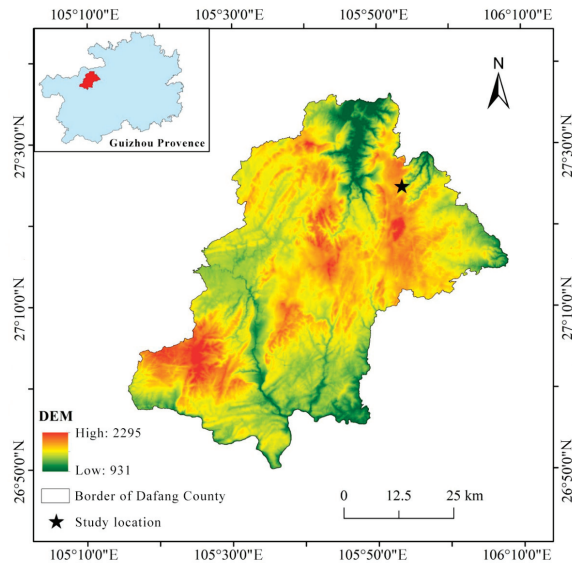 105°10'0"E 105°30'0"E 105°50'0"E 106°10'0"E
Guizhou Provence
N
27°30'0"N 27°30'0"N
27°10'0"N 27°10'0"N
26°50'0"N 26°50'0"N
DEM
High: 2295
Low: 931
Border of Dafang County
Study location
0 12.5 25 km
105°10'0"E 105°30'0"E 105°50'0"E 106°10'0"E